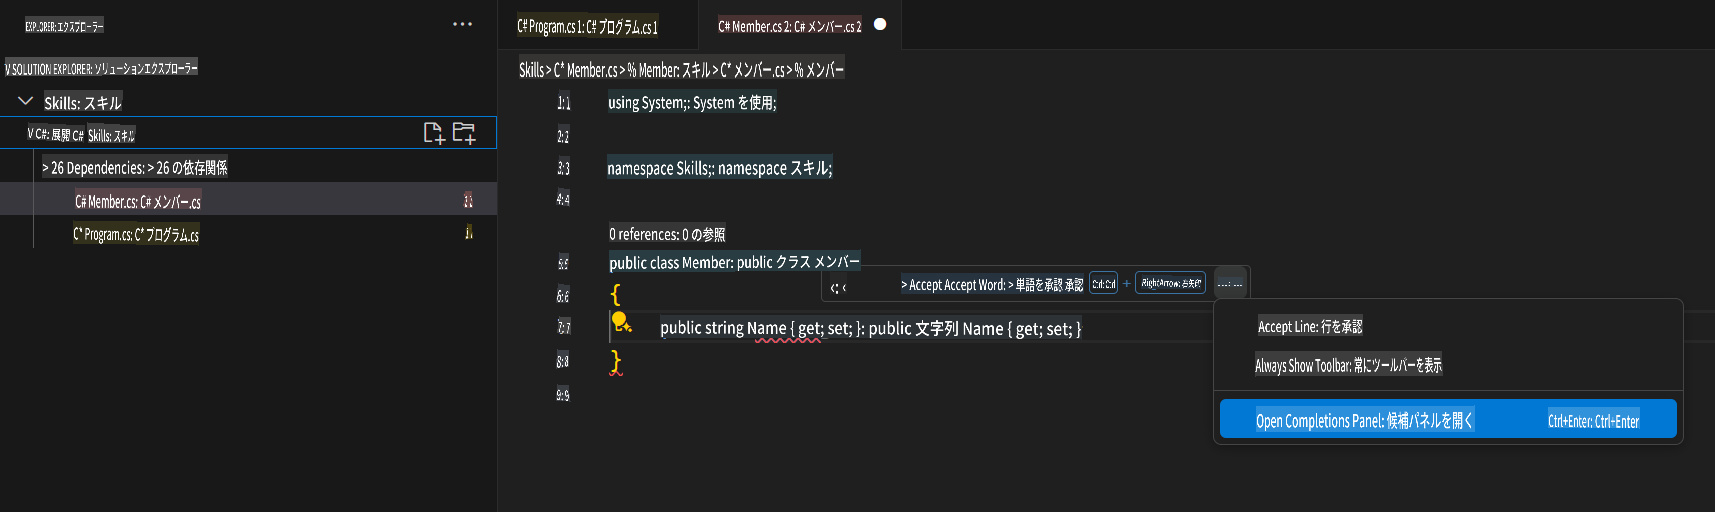 EXPLORER: エクスプローラー
V SOLUTION EXPLORER: ソリューションエクスプローラー
Skills: スキル
V C#: 展開 C# Skills: スキル
> 26 Dependencies: > 26 の依存関係
C# Member.cs: C# メンバー.cs
C* Program.cs: C* プログラム.cs
C# Program.cs 1: C# プログラム.cs 1
C# Member.cs 2: C# メンバー.cs 2
Skills > C* Member.cs > % Member: スキル > C* メンバー.cs > % メンバー
1: 1 using System;: System を使用;
2: 2
3: 3 namespace Skills;: namespace スキル;
4: 4
0 references: 0 の参照
5: 5 public class Member: public クラス メンバー
< : < > Accept Accept Word: > 単語を承認 承認 Ctrl: Ctrl + RightArrow: 右矢印 ...: ...
6: 6 {
7: 7 public string Name { get; set; }: public 文字列 Name { get; set; }
8: 8 }
9: 9
Accept Line: 行を承認
Always Show Toolbar: 常にツールバーを表示
Open Completions Panel: 候補パネルを開く Ctrl+Enter: Ctrl+Enter